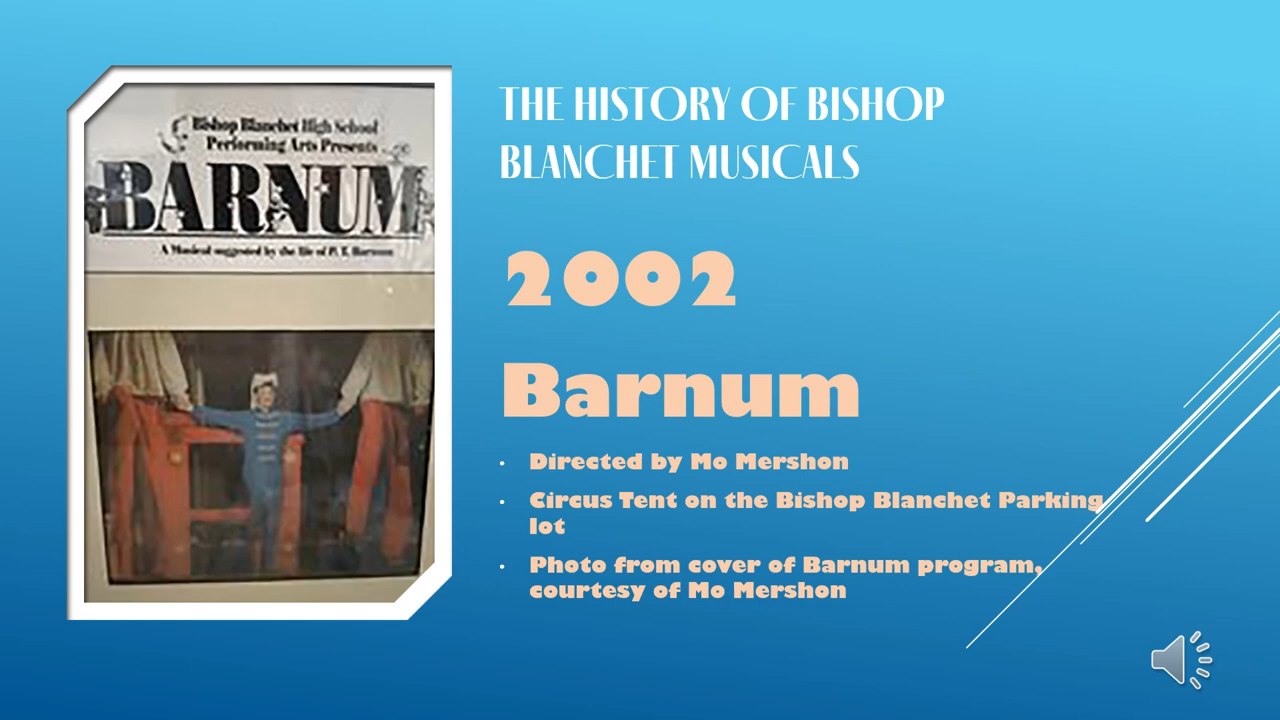 Bishop Blanchet High School
Performing Arts Presents
BARNUM
A Musical suggested by the life of P. T. Barnum
THE HISTORY OF BISHOP
BLANCHET MUSICALS
2002
Barnum
• Directed by Mo Mershon
• Circus Tent on the Bishop Blanchet Parking
lot
• Photo from cover of Barnum program,
courtesy of Mo Mershon